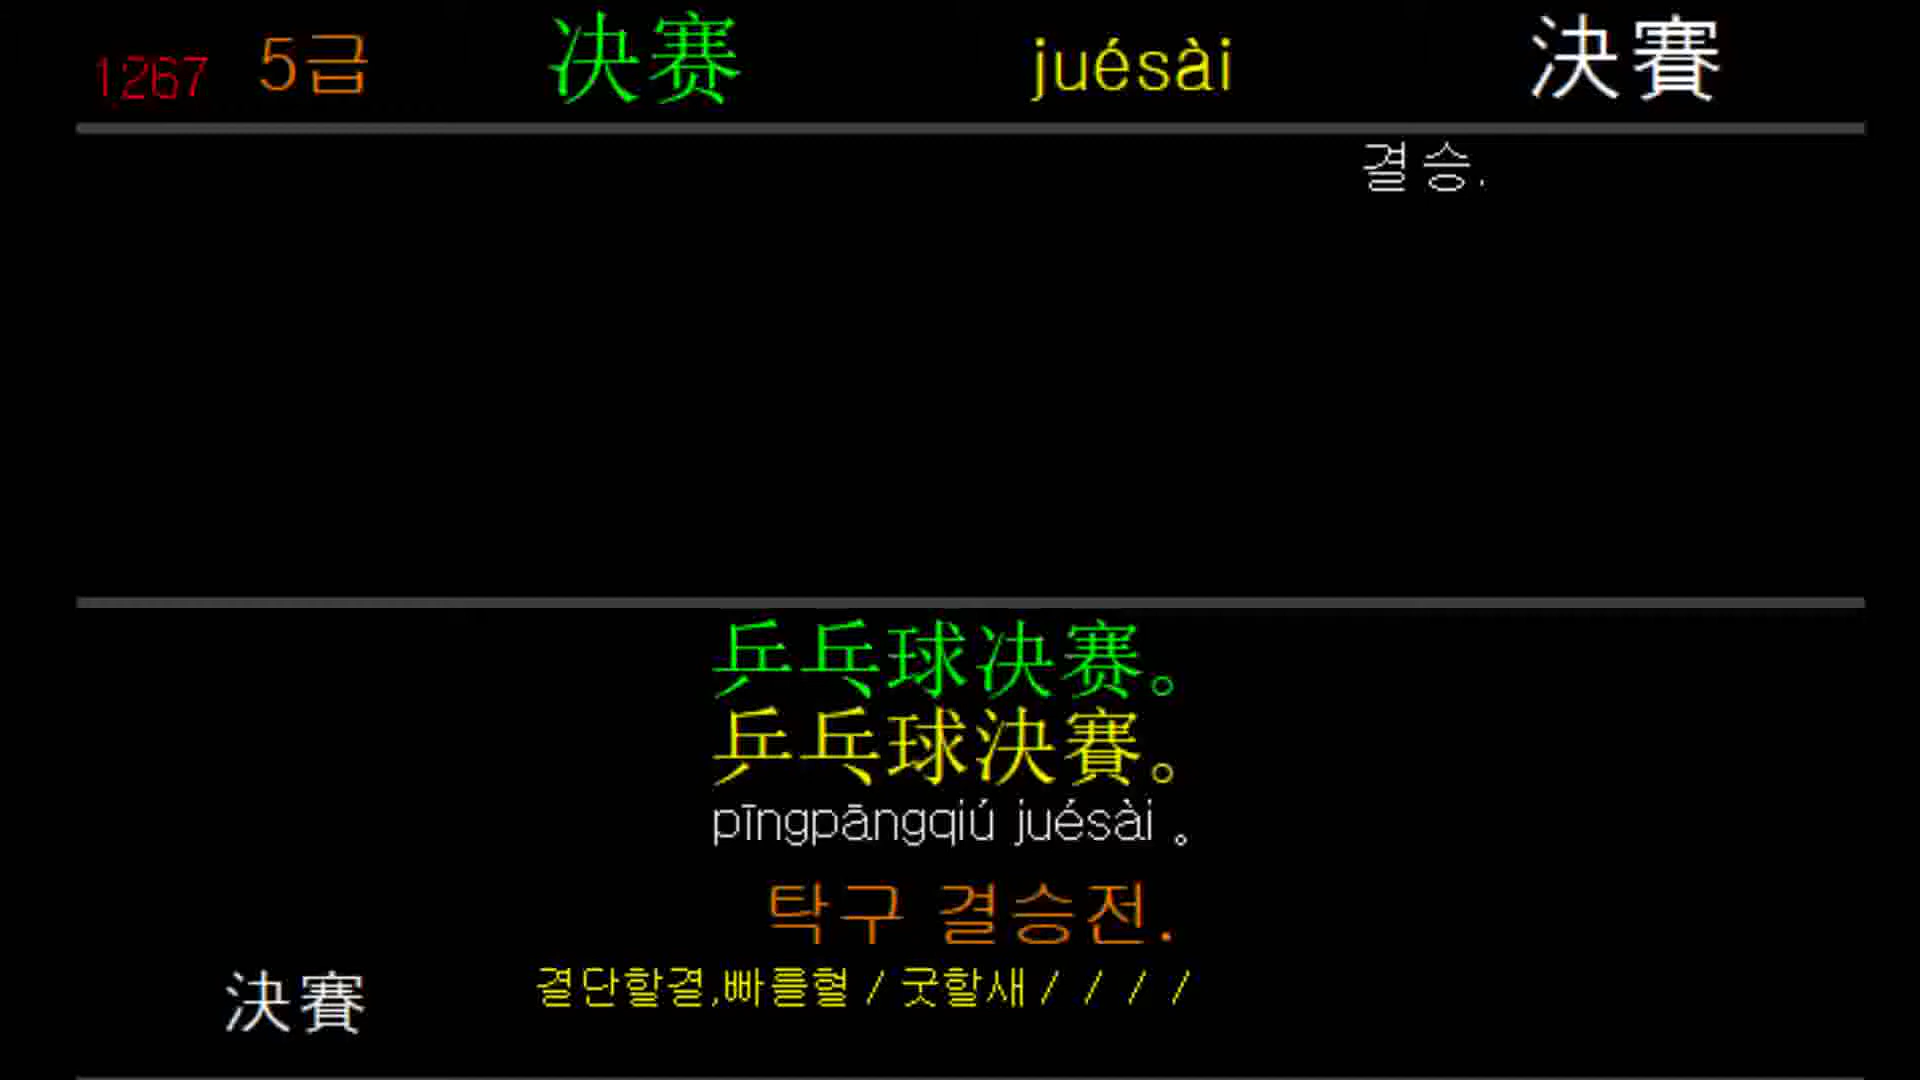 1267 5급 决赛 juésài 決賽
결승.
乒乓球决赛。
乒乓球決賽。
pīngpāngqiú juésài 。
탁구 결승전.
決賽 결단할결,빠를혈 / 굿할새 / / / /